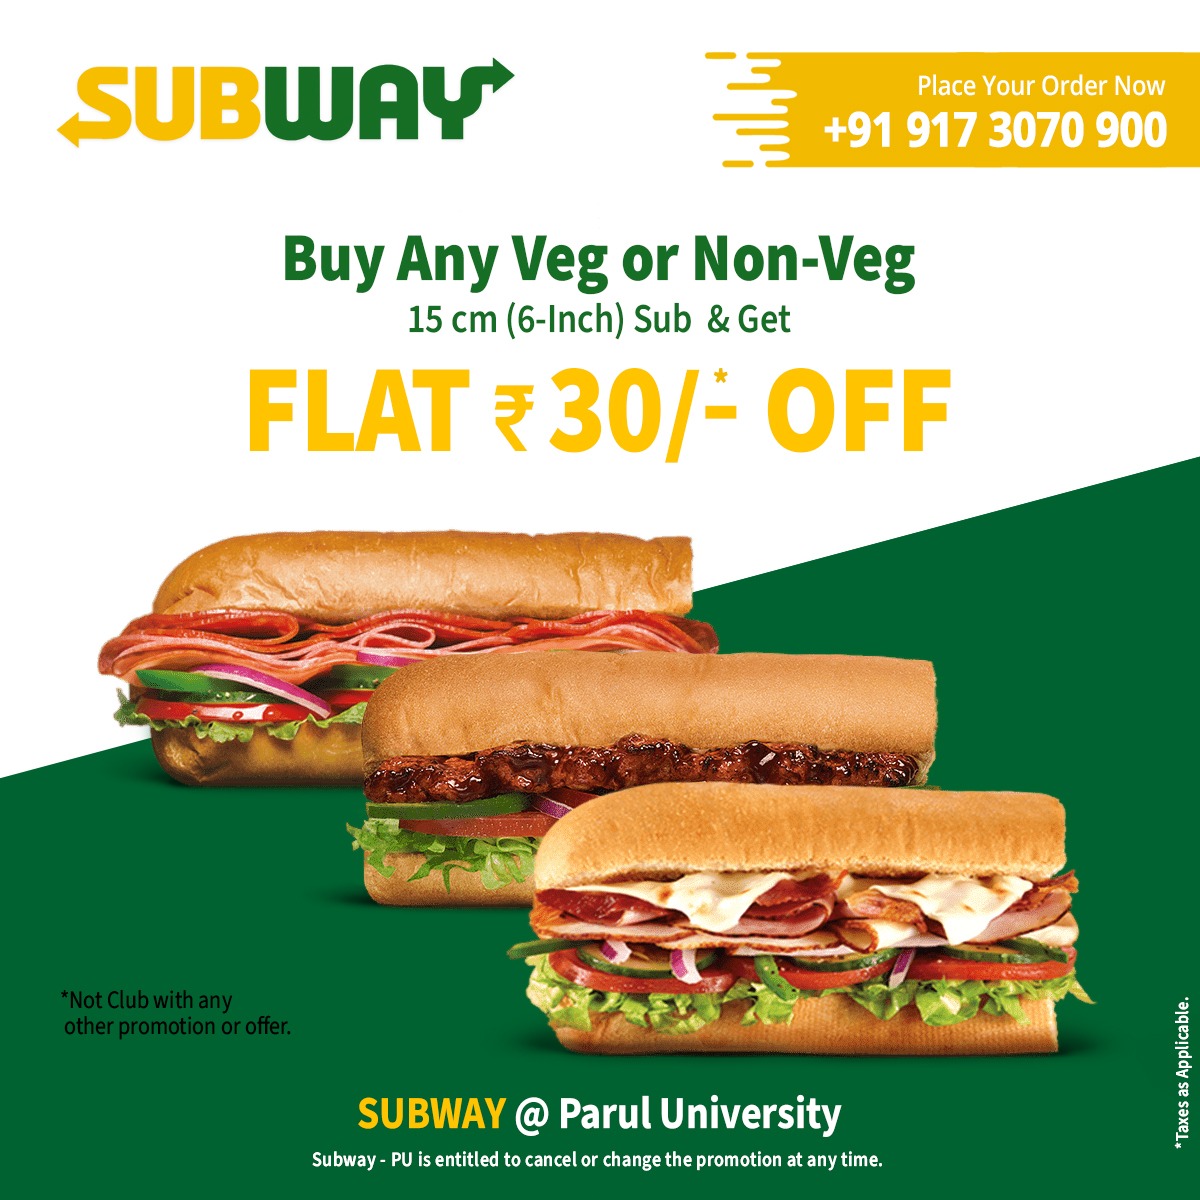 SUBWAY
Place Your Order Now
+91 917 3070 900
Buy Any Veg or Non-Veg
15 cm (6-Inch) Sub & Get
FLAT ₹ 30/-* OFF
*Not Club with any
other promotion or offer.
*Taxes as Applicable.
SUBWAY @ Parul University
Subway - PU is entitled to cancel or change the promotion at any time.